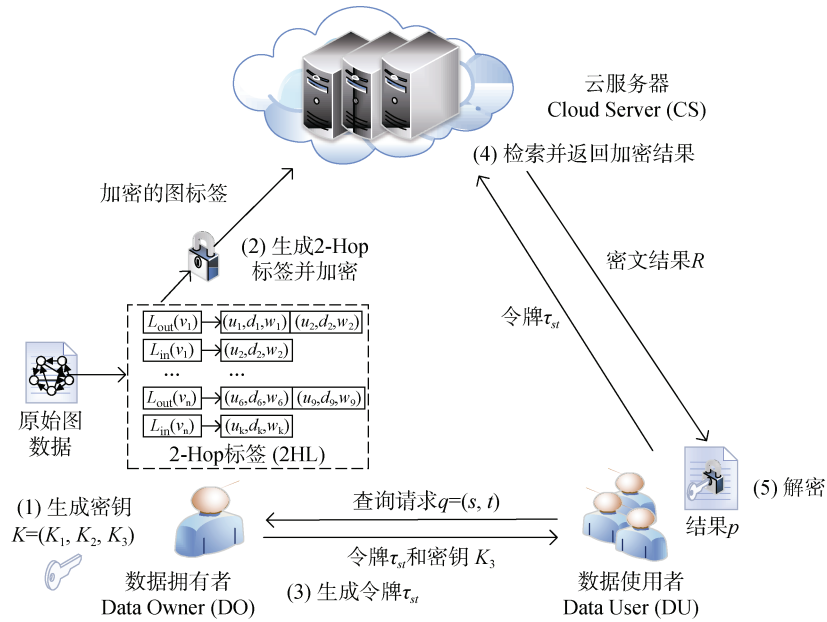 云服务器
Cloud Server (CS)
(4) 检索并返回加密结果
加密的图标签
(2) 生成2-Hop
标签并加密
密文结果R
令牌τst
Lout(v1) (u1,d1,w1) (u2,d2,w2)
Lin(v1) (u2,d2,w2)
... ...
Lout(vn) (u6,d6,w6) (u9,d9,w9)
Lin(vn) (uk,dk,wk)
2-Hop标签 (2HL)
原始图
数据
(1) 生成密钥
K=(K1, K2, K3)
查询请求q=(s, t)
令牌τst和密钥 K3
(3) 生成令牌τst
数据拥有者
Data Owner (DO)
(5) 解密
结果p
数据使用者
Data User (DU)